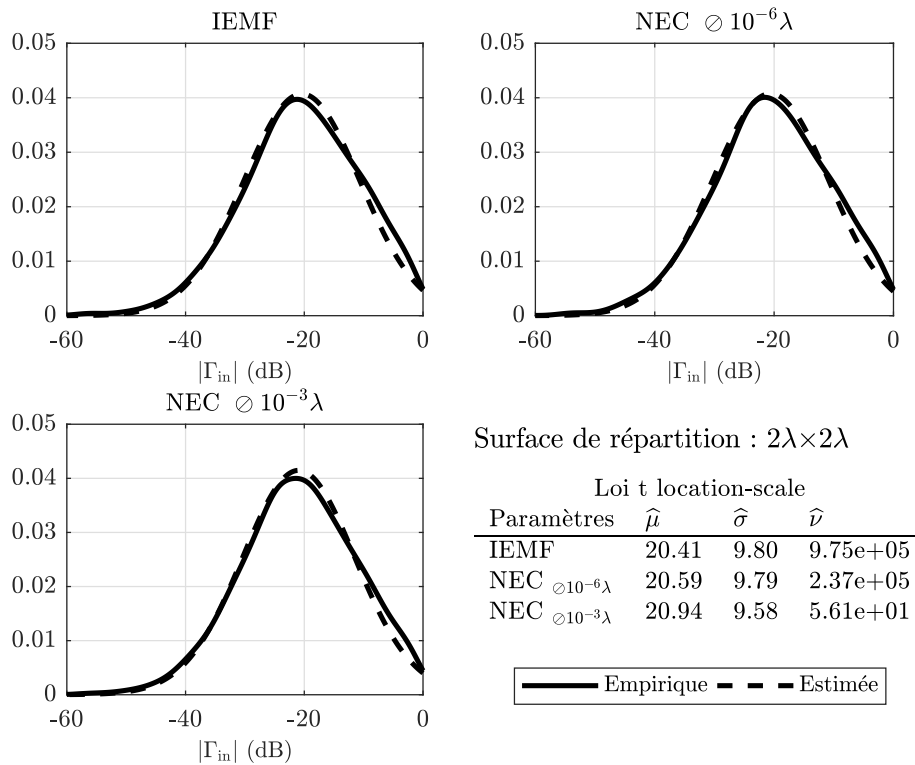 IEMF
0.05
0.04
0.03
0.02
0.01
0
-60 -40 -20 0
|Γin| (dB)
NEC ⊘10⁻⁶λ
0.05
0.04
0.03
0.02
0.01
0
-60 -40 -20 0
|Γin| (dB)
NEC ⊘10⁻³λ
0.05
0.04
0.03
0.02
0.01
0
-60 -40 -20 0
|Γin| (dB)
Surface de répartition : 2λ×2λ
Loi t location-scale
Paramètres μ̂ σ̂ ν̂
IEMF 20.41 9.80 9.75e+05
NEC ⊘10⁻⁶λ 20.59 9.79 2.37e+05
NEC ⊘10⁻³λ 20.94 9.58 5.61e+01
Empirique Estimée